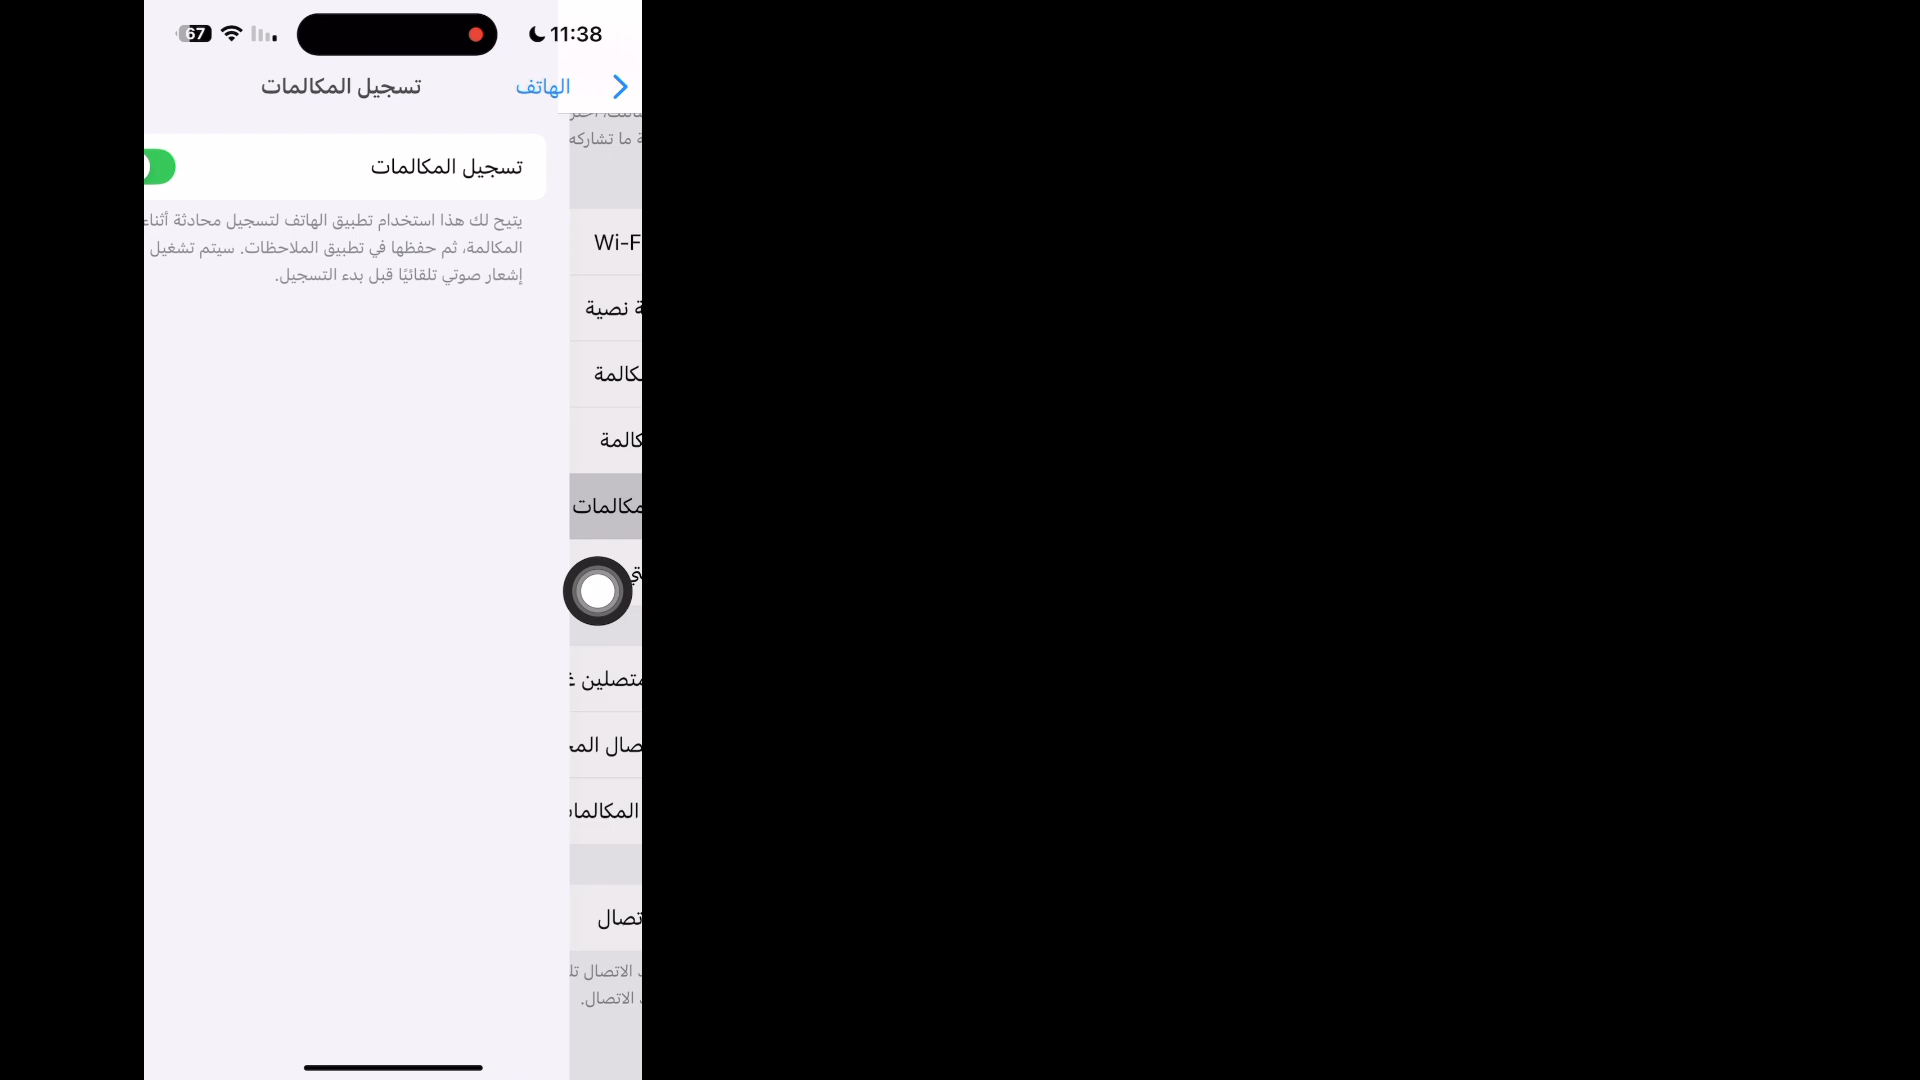 11:38
67
الهاتف
تسجيل المكالمات
ما تشاركه
تسجيل المكالمات
يتيح لك هذا استخدام تطبيق الهاتف لتسجيل محادثة أثناء
المكالمة، ثم حفظها في تطبيق الملاحظات. سيتم تشغيل
إشعار صوتي تلقائيًا قبل بدء التسجيل.
نصية
المكالمات
الاتصال
الاتصال.